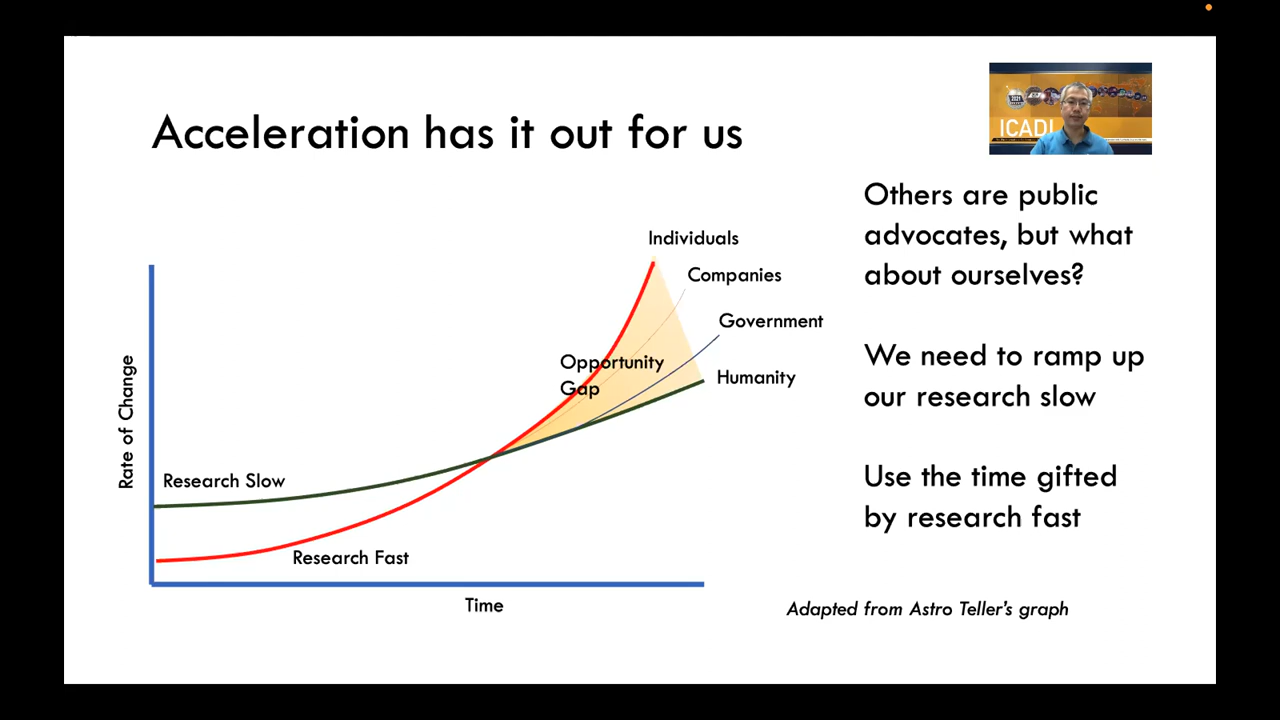 Acceleration has it out for us
ICADI
2021
Others are public
advocates, but what
about ourselves?
We need to ramp up
our research slow
Use the time gifted
by research fast
Individuals
Companies
Government
Opportunity
Gap
Humanity
Rate of Change
Research Slow
Research Fast
Time
Adapted from Astro Teller's graph